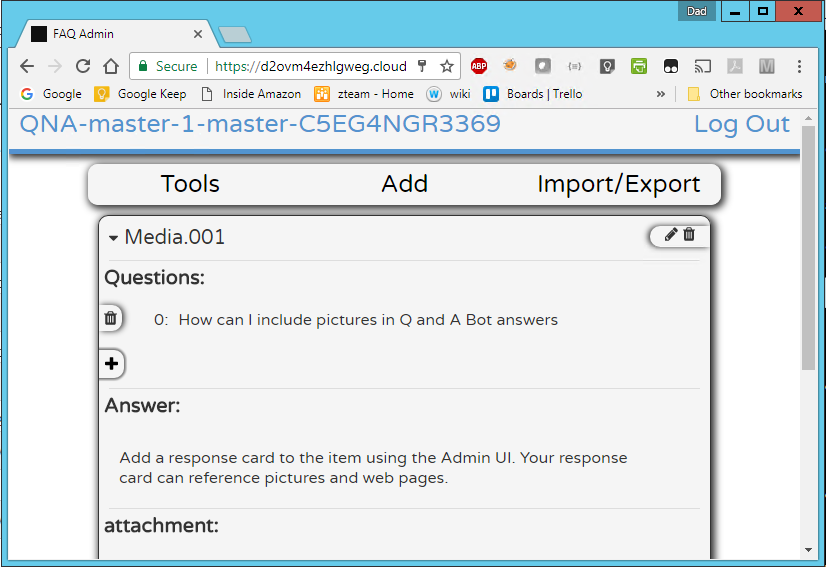 Dad
FAQ Admin
Secure https://d2ovm4ezhlgweg.cloud
ABP
Google Google Keep Inside Amazon zteam - Home wiki Boards | Trello » Other bookmarks
QNA-master-1-master-C5EG4NGR3369 Log Out
Tools Add Import/Export
Media.001
Questions:
0: How can I include pictures in Q and A Bot answers
Answer:
Add a response card to the item using the Admin UI. Your response
card can reference pictures and web pages.
attachment: